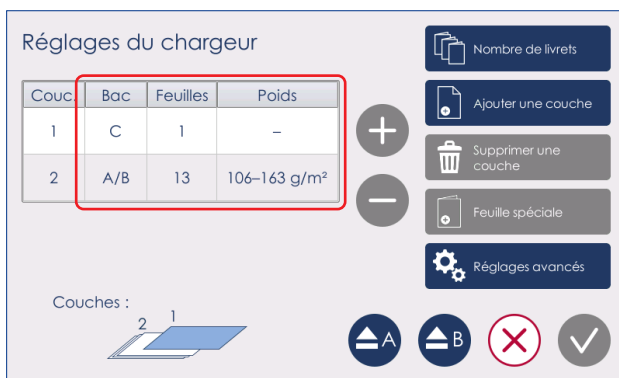 Réglages du chargeur
Couc. Bac Feuilles Poids
1 C 1 –
2 A/B 13 106–163 g/m²
Couches :
2 1
Nombre de livrets
Ajouter une couche
Supprimer une
couche
Feuille spéciale
Réglages avancés
A
B